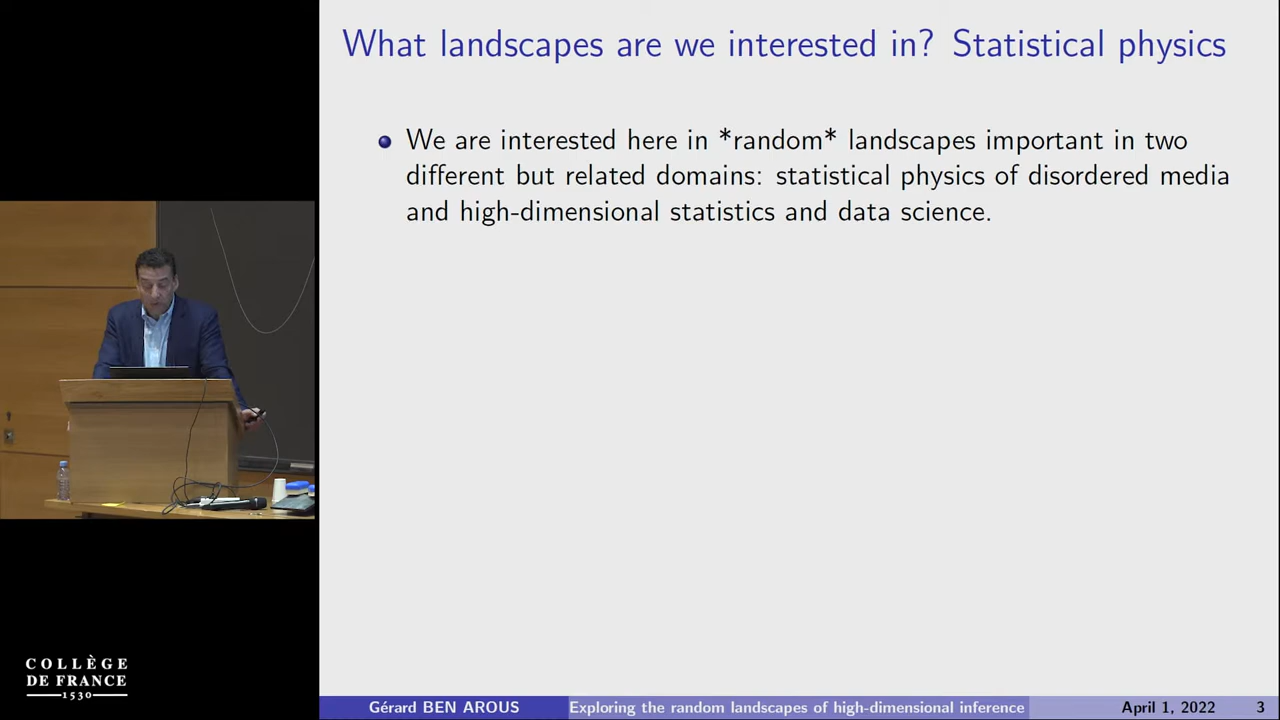 What landscapes are we interested in? Statistical physics
We are interested here in *random* landscapes important in two
different but related domains: statistical physics of disordered media
and high-dimensional statistics and data science.
COLLÈGE
DE FRANCE
1530
Gérard BEN AROUS
Exploring the random landscapes of high-dimensional inference
April 1, 2022
3